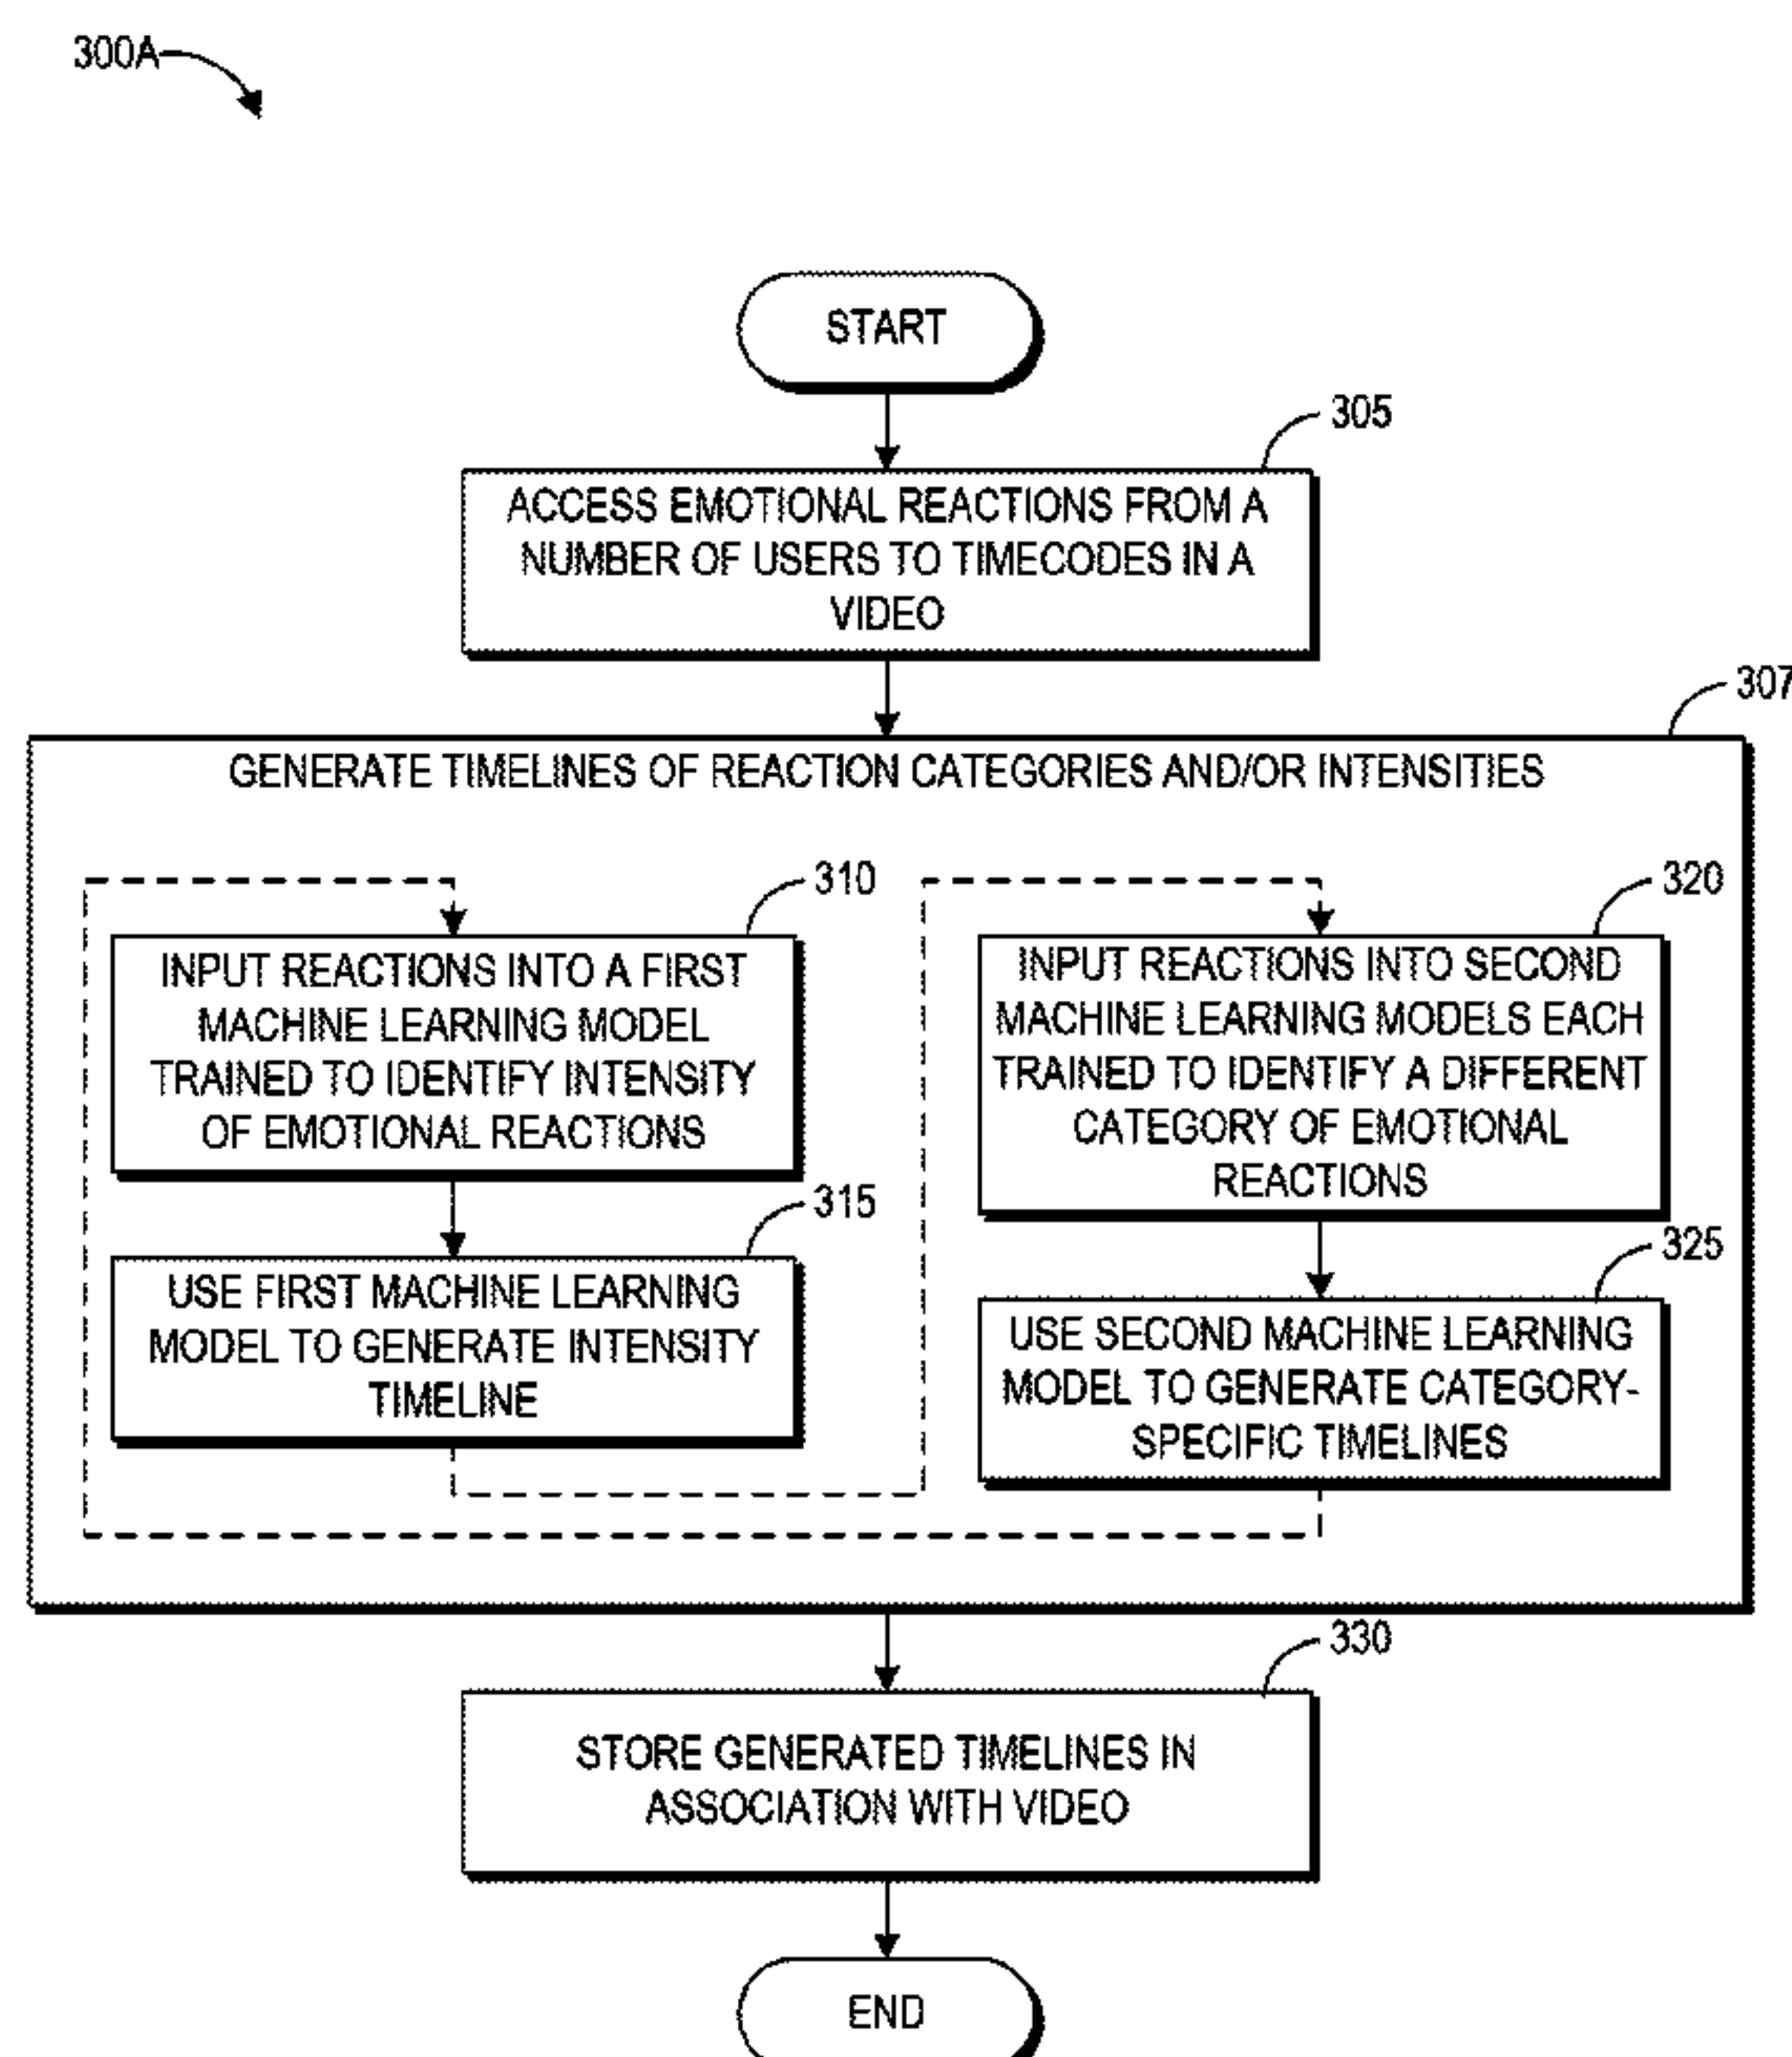 300A
START
305
ACCESS EMOTIONAL REACTIONS FROM A
NUMBER OF USERS TO TIMECODES IN A
VIDEO
307
GENERATE TIMELINES OF REACTION CATEGORIES AND/OR INTENSITIES
310
INPUT REACTIONS INTO A FIRST
MACHINE LEARNING MODEL
TRAINED TO IDENTIFY INTENSITY
OF EMOTIONAL REACTIONS
315
USE FIRST MACHINE LEARNING
MODEL TO GENERATE INTENSITY
TIMELINE
320
INPUT REACTIONS INTO SECOND
MACHINE LEARNING MODELS EACH
TRAINED TO IDENTIFY A DIFFERENT
CATEGORY OF EMOTIONAL
REACTIONS
325
USE SECOND MACHINE LEARNING
MODEL TO GENERATE CATEGORY-
SPECIFIC TIMELINES
330
STORE GENERATED TIMELINES IN
ASSOCIATION WITH VIDEO
END